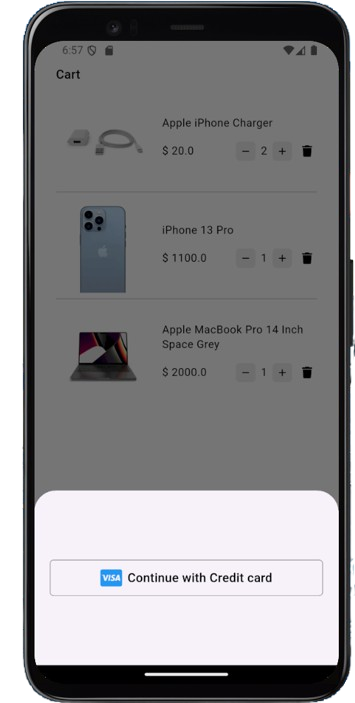 6:57
Cart
Apple iPhone Charger
$ 20.0 − 2 +
iPhone 13 Pro
$ 1100.0 − 1 +
Apple MacBook Pro 14 Inch
Space Grey
$ 2000.0 − 1 +
VISA Continue with Credit card